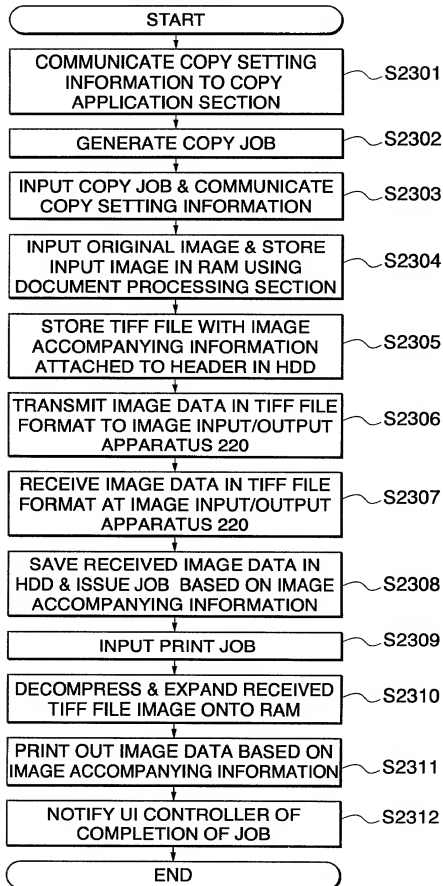 START
COMMUNICATE COPY SETTING
INFORMATION TO COPY
APPLICATION SECTION
S2301
GENERATE COPY JOB
S2302
INPUT COPY JOB & COMMUNICATE
COPY SETTING INFORMATION
S2303
INPUT ORIGINAL IMAGE & STORE
INPUT IMAGE IN RAM USING
DOCUMENT PROCESSING SECTION
S2304
STORE TIFF FILE WITH IMAGE
ACCOMPANYING INFORMATION
ATTACHED TO HEADER IN HDD
S2305
TRANSMIT IMAGE DATA IN TIFF FILE
FORMAT TO IMAGE INPUT/OUTPUT
APPARATUS 220
S2306
RECEIVE IMAGE DATA IN TIFF FILE
FORMAT AT IMAGE INPUT/OUTPUT
APPARATUS 220
S2307
SAVE RECEIVED IMAGE DATA IN
HDD & ISSUE JOB BASED ON IMAGE
ACCOMPANYING INFORMATION
S2308
INPUT PRINT JOB
S2309
DECOMPRESS & EXPAND RECEIVED
TIFF FILE IMAGE ONTO RAM
S2310
PRINT OUT IMAGE DATA BASED ON
IMAGE ACCOMPANYING INFORMATION
S2311
NOTIFY UI CONTROLLER OF
COMPLETION OF JOB
S2312
END